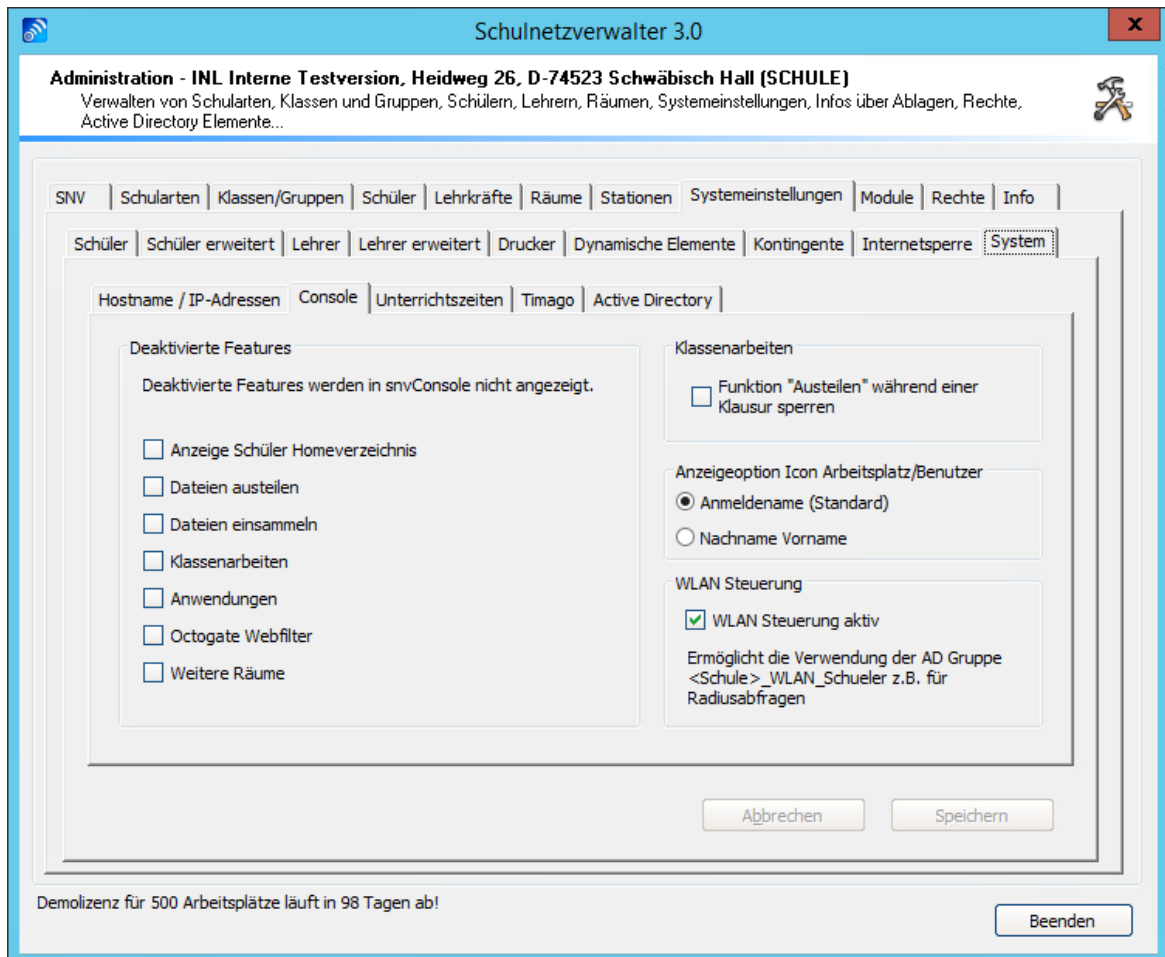 Schulnetzverwalter 3.0
x
Administration - INL Interne Testversion, Heidweg 26, D-74523 Schwäbisch Hall (SCHULE)
Verwalten von Schularten, Klassen und Gruppen, Schülern, Lehrern, Räumen, Systemeinstellungen, Infos über Ablagen, Rechte,
Active Directory Elemente...
SNV Schularten Klassen/Gruppen Schüler Lehrkräfte Räume Stationen Systemeinstellungen Module Rechte Info
Schüler Schüler erweitert Lehrer Lehrer erweitert Drucker Dynamische Elemente Kontingente Internetsperre System
Hostname / IP-Adressen Console Unterrichtszeiten Timago Active Directory
Deaktivierte Features
Deaktivierte Features werden in snvConsole nicht angezeigt.
Anzeige Schüler Homeverzeichnis
Dateien austeilen
Dateien einsammeln
Klassenarbeiten
Anwendungen
Octogate Webfilter
Weitere Räume
Klassenarbeiten
Funktion "Austeilen" während einer
Klausur sperren
Anzeigeoption Icon Arbeitsplatz/Benutzer
Anmeldename (Standard)
Nachname Vorname
WLAN Steuerung
WLAN Steuerung aktiv
Ermöglicht die Verwendung der AD Gruppe
<Schule>_WLAN_Schueler z.B. für
Radiusabfragen
Abbrechen Speichern
Demolizenz für 500 Arbeitsplätze läuft in 98 Tagen ab!
Beenden